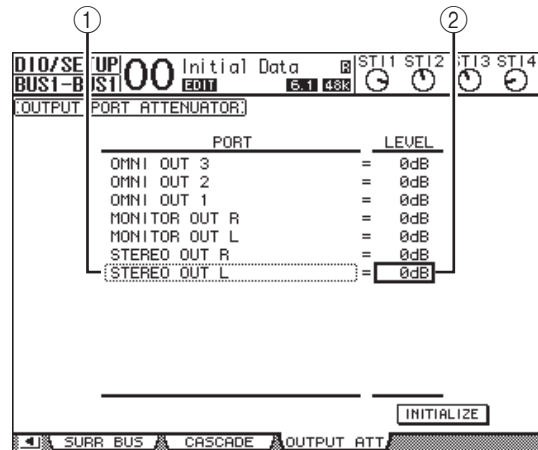 ① ②
DIO/SETUP 00 Initial Data R STI1 STI2 STI3 STI4
BUS1-BUS1 EDIT 6.1 48K
OUTPUT PORT ATTENUATOR
PORT LEVEL
OMNI OUT 3 = 0dB
OMNI OUT 2 = 0dB
OMNI OUT 1 = 0dB
MONITOR OUT R = 0dB
MONITOR OUT L = 0dB
STEREO OUT R = 0dB
STEREO OUT L = 0dB
INITIALIZE
SURR BUS CASCADE OUTPUT ATT